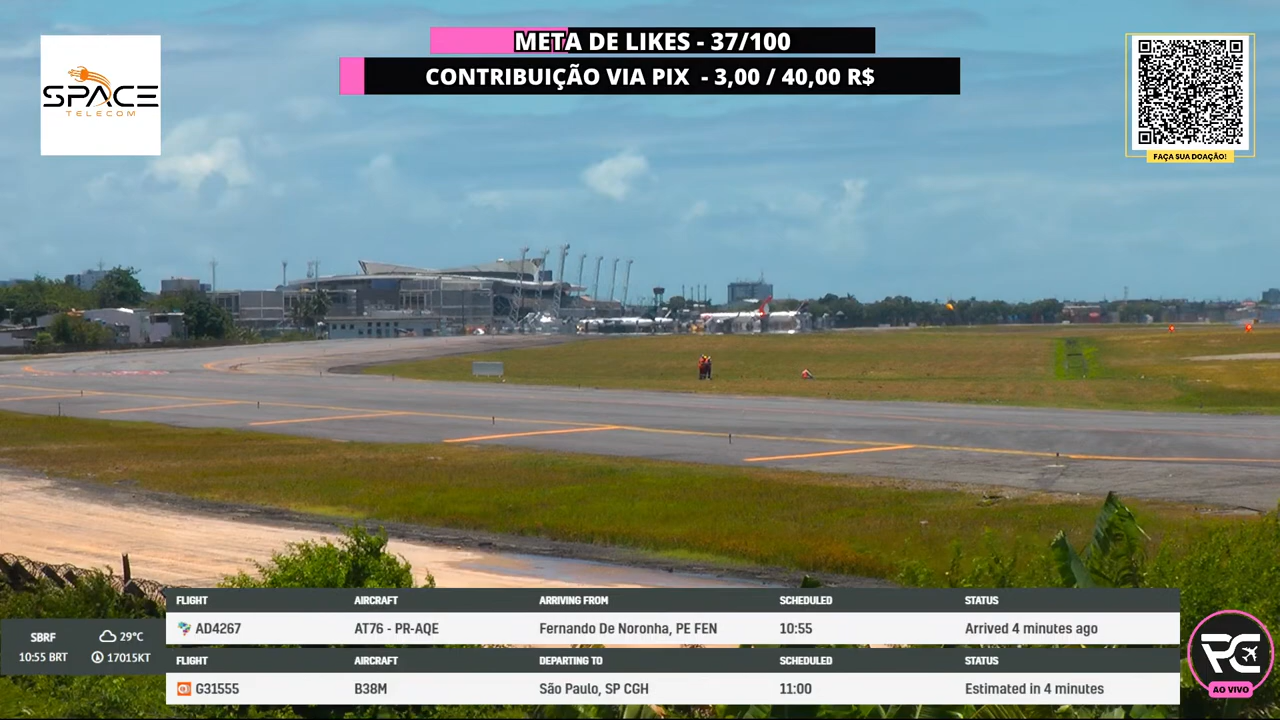 META DE LIKES - 37/100
CONTRIBUIÇÃO VIA PIX - 3,00 / 40,00 R$
SPACE
TELECOM
FAÇA SUA DOAÇÃO!
FLIGHT AIRCRAFT ARRIVING FROM SCHEDULED STATUS
AD4267 AT76 - PR-AQE Fernando De Noronha, PE FEN 10:55 Arrived 4 minutes ago
SBRF 29°C
10:55 BRT 17015KT
FLIGHT AIRCRAFT DEPARTING TO SCHEDULED STATUS
G31555 B38M São Paulo, SP CGH 11:00 Estimated in 4 minutes
RC
AO VIVO